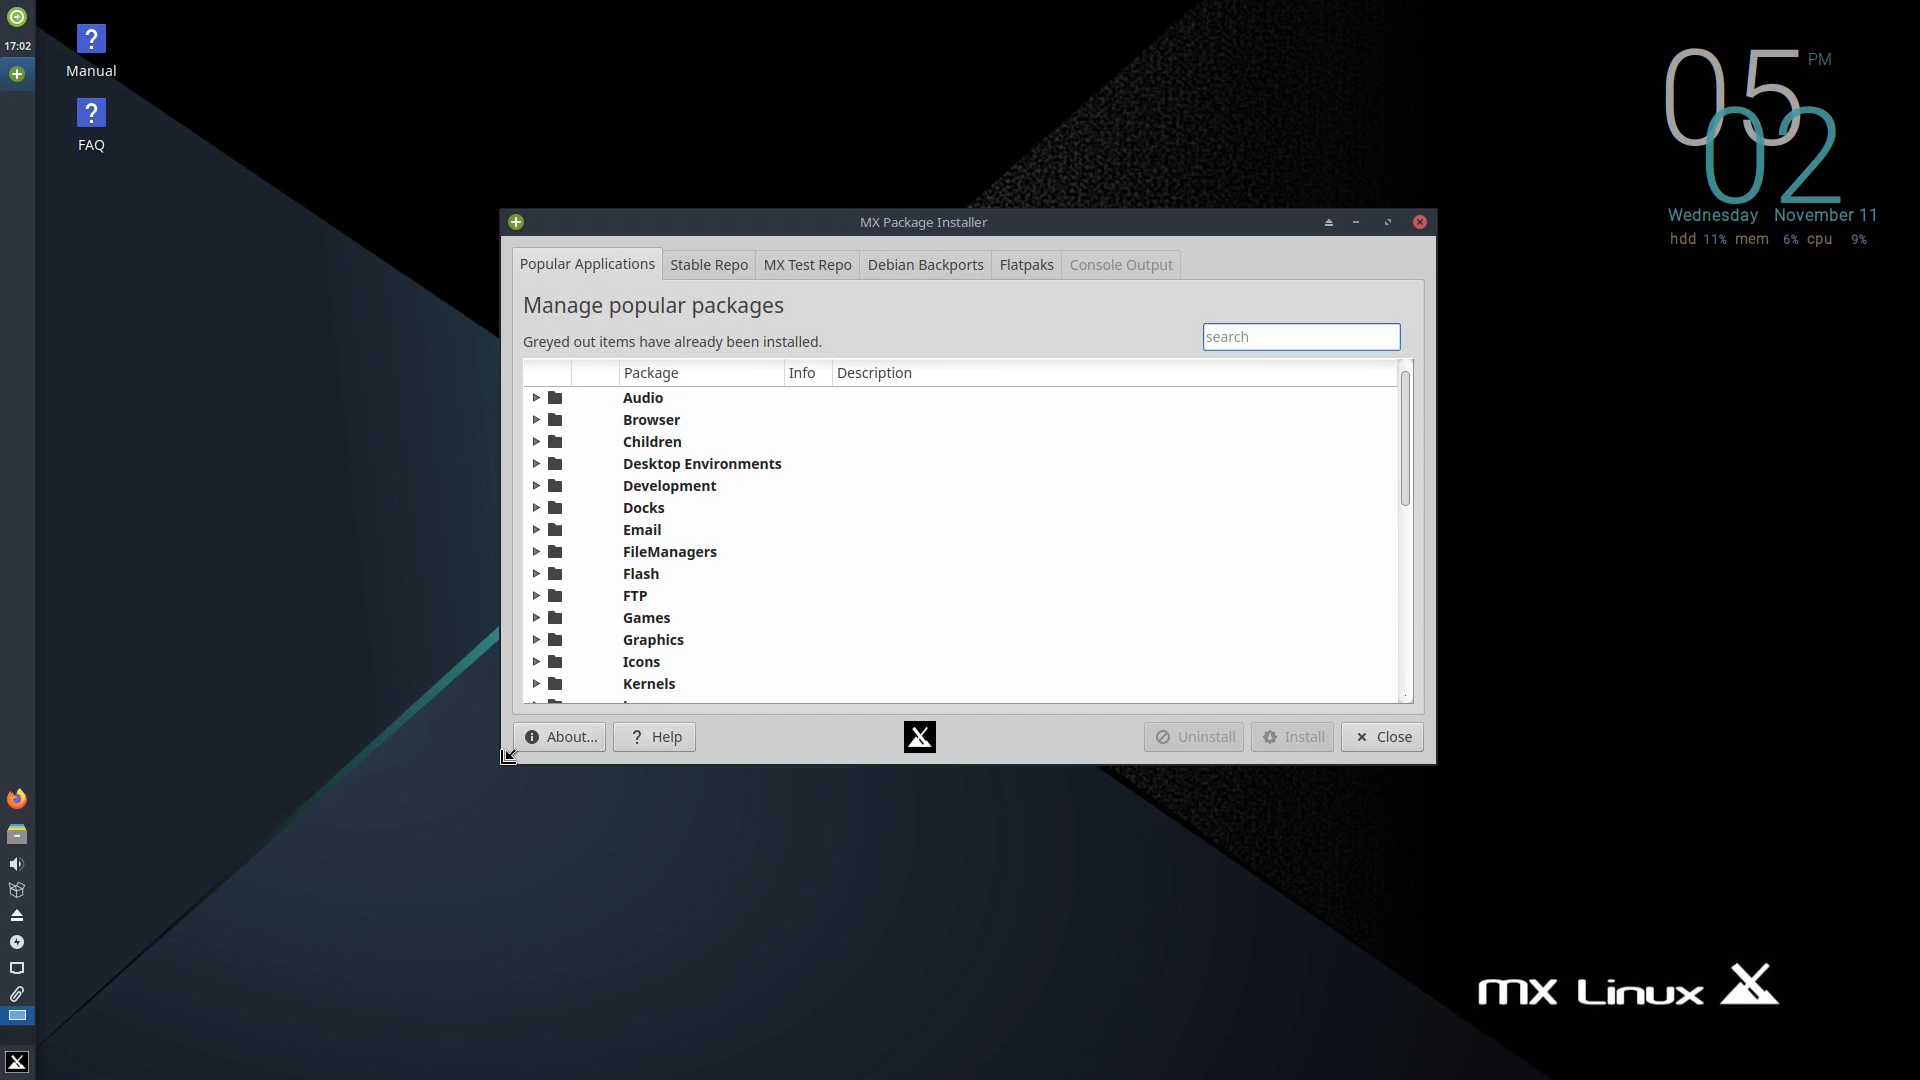 17:02
Manual
FAQ
05 PM
02
Wednesday November 11
hdd 11% mem 6% cpu 9%
MX Package Installer
Popular Applications Stable Repo MX Test Repo Debian Backports Flatpaks Console Output
Manage popular packages
Greyed out items have already been installed.
search
Package Info Description
Audio
Browser
Children
Desktop Environments
Development
Docks
Email
FileManagers
Flash
FTP
Games
Graphics
Icons
Kernels
About... Help Uninstall Install Close
MX Linux